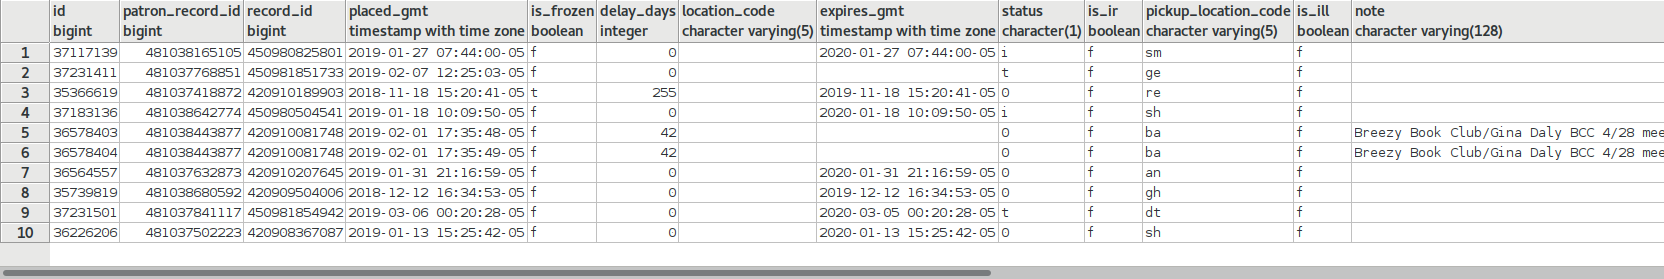 id patron_record_id record_id placed_gmt is_frozen delay_days location_code expires_gmt status is_ir pickup_location_code is_ill note
bigint bigint bigint timestamp with time zone boolean integer character varying(5) timestamp with time zone character(1) boolean character varying(5) boolean character varying(128)
1 37117139 481038165105 450980825801 2019-01-27 07:44:00-05 f 0 2020-01-27 07:44:00-05 i f sm f
2 37231411 481037768851 450981851733 2019-02-07 12:25:03-05 f 0 t f ge f
3 35366619 481037418872 420910189903 2018-11-18 15:20:41-05 t 255 2019-11-18 15:20:41-05 0 f re f
4 37183136 481038642774 450980504541 2019-01-18 10:09:50-05 f 0 2020-01-18 10:09:50-05 i f sh f
5 36578403 481038443877 420910081748 2019-02-01 17:35:48-05 f 42 0 f ba f Breezy Book Club/Gina Daly BCC 4/28 mee
6 36578404 481038443877 420910081748 2019-02-01 17:35:49-05 f 42 0 f ba f Breezy Book Club/Gina Daly BCC 4/28 mee
7 36564557 481037632873 420910207645 2019-01-31 21:16:59-05 f 0 2020-01-31 21:16:59-05 0 f an f
8 35739819 481038680592 420909504006 2018-12-12 16:34:53-05 f 0 2019-12-12 16:34:53-05 0 f gh f
9 37231501 481037841117 450981854942 2019-03-06 00:20:28-05 f 0 2020-03-05 00:20:28-05 t f dt f
10 36226206 481037502223 420908367087 2019-01-13 15:25:42-05 f 0 2020-01-13 15:25:42-05 0 f sh f